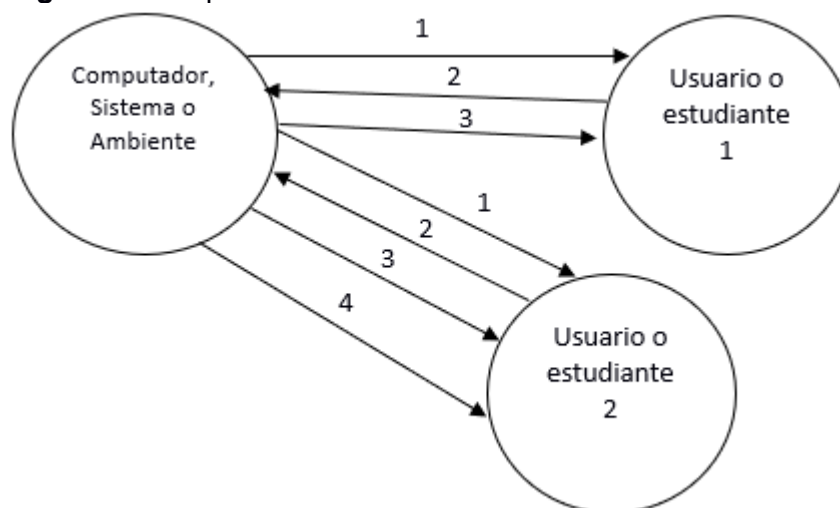 Computador,
Sistema o
Ambiente
1
2
3
Usuario o
estudiante
1
1
2
3
4
Usuario o
estudiante
2